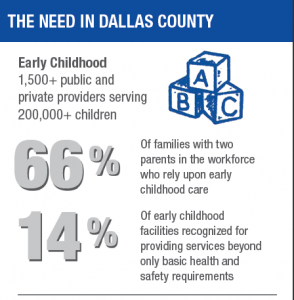 THE NEED IN DALLAS COUNTY
Early Childhood
1,500+ public and
private providers serving
200,000+ children
A
B C
66%
Of families with two
parents in the workforce
who rely upon early
childhood care
14%
Of early childhood
facilities recognized for
providing services beyond
only basic health and
safety requirements